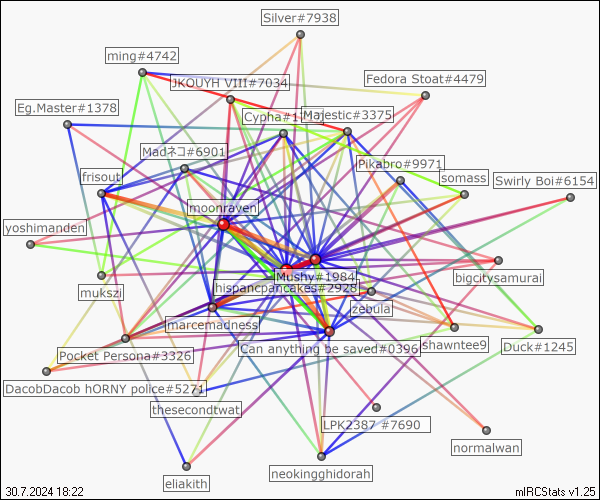 Silver#7938
ming#4742
JKOUYH VIII#7034
Fedora Stoat#4479
Eg.Master#1378
Majestic#3375
Madネコ#6901
Pikabro#9971
frisout
somass
Swirly Boi#6154
moonraven
yoshimanden
Mushy#1984
bigcitysamurai
mukszi
hispancpancakes#2928
zebula
marcemadness
Can anything be saved#0396
shawntee9
Duck#1245
Pocket Persona#3326
DacobDacob hORNY police#5271
thesecondtwat
LPK2387 #7690
normalwan
neokingghidorah
eliakith
30.7.2024 18:22
mIRCStats v1.25